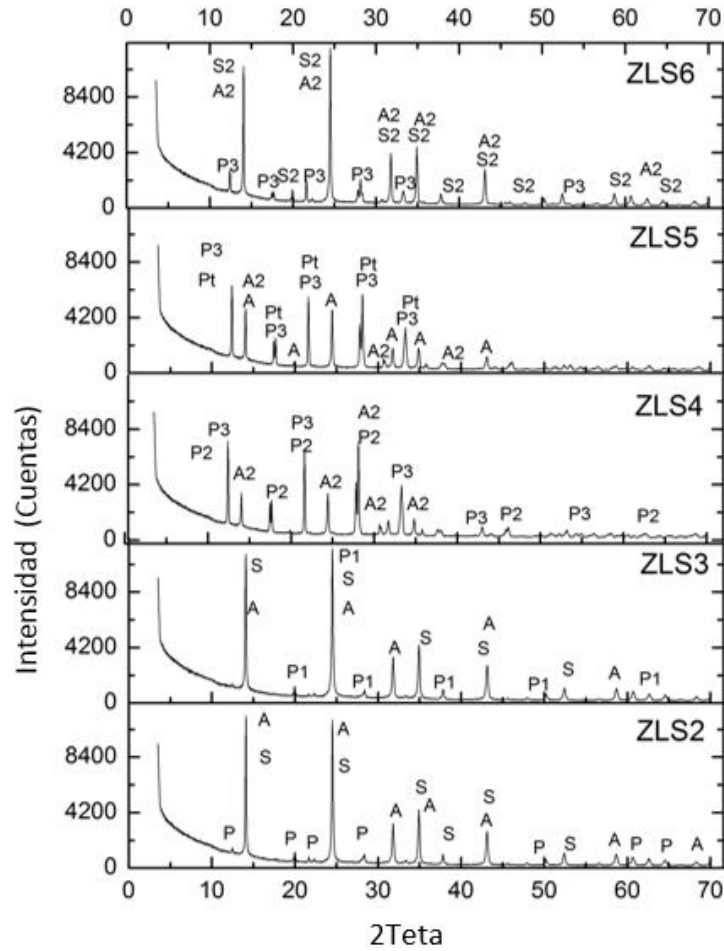 0 10 20 30 40 50 60 70
ZLS6
S2 S2
A2 A2
8400
A2 A2
S2 S2
A2
S2
4200
P3 P3 S2 P3 P3 P3 S2 S2 P3 S2 A2 S2
0
ZLS5
8400
P3 Pt Pt
Pt A2 P3 A P3 Pt
A Pt P3
4200
P3 A A2 A A A2 A
0
ZLS4
8400
P3 P3 A2
P2 A2 P2 P2
4200
P2 A2 P3 A2 P3 P2 P3 P2
0
ZLS3
8400
S P1
S
A A
4200
A S A
S
P1 P1 P1 P1 S A P1
0
ZLS2
8400
A A
S S
4200
A S S
A A
P P P P S P S A P P A
0
0 10 20 30 40 50 60 70
2Teta
Intensidad (Cuentas)